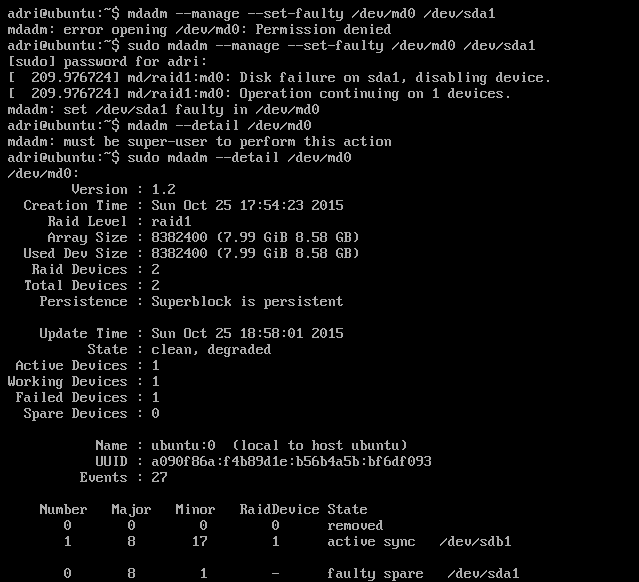 adri@ubuntu:~$ mdadm --manage --set-faulty /dev/md0 /dev/sda1
mdadm: error opening /dev/md0: Permission denied
adri@ubuntu:~$ sudo mdadm --manage --set-faulty /dev/md0 /dev/sda1
[sudo] password for adri:
[  209.976724] md/raid1:md0: Disk failure on sda1, disabling device.
[  209.976724] md/raid1:md0: Operation continuing on 1 devices.
mdadm: set /dev/sda1 faulty in /dev/md0
adri@ubuntu:~$ mdadm --detail /dev/md0
mdadm: must be super-user to perform this action
adri@ubuntu:~$ sudo mdadm --detail /dev/md0
/dev/md0:
        Version : 1.2
  Creation Time : Sun Oct 25 17:54:23 2015
     Raid Level : raid1
     Array Size : 8382400 (7.99 GiB 8.58 GB)
  Used Dev Size : 8382400 (7.99 GiB 8.58 GB)
   Raid Devices : 2
  Total Devices : 2
    Persistence : Superblock is persistent

    Update Time : Sun Oct 25 18:58:01 2015
          State : clean, degraded
 Active Devices : 1
Working Devices : 1
 Failed Devices : 1
  Spare Devices : 0

           Name : ubuntu:0  (local to host ubuntu)
           UUID : a090f86a:f4b89d1e:b56b4a5b:bf6df093
         Events : 27

    Number   Major   Minor   RaidDevice State
       0       0        0        0      removed
       1       8       17        1      active sync   /dev/sdb1

       0       8        1        -      faulty spare   /dev/sda1